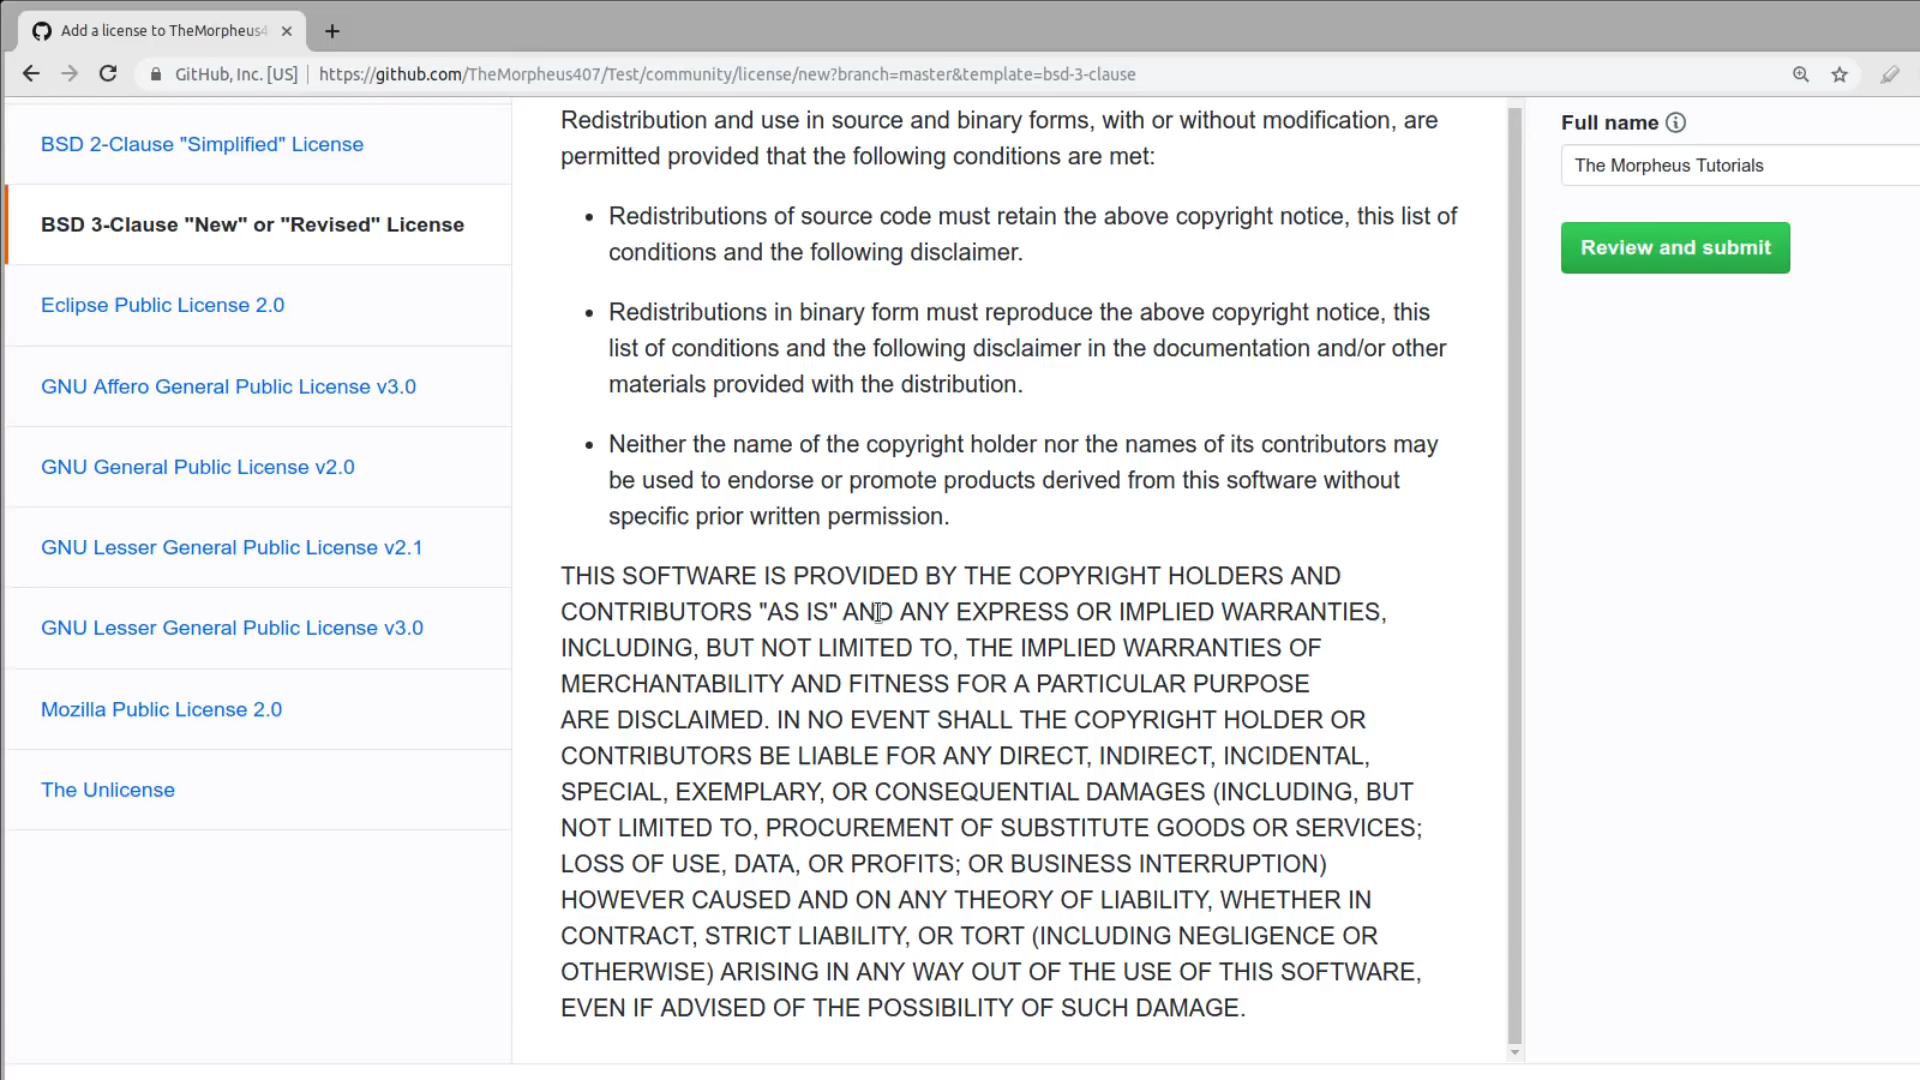 Add a license to TheMorpheus4
GitHub, Inc. [US] https://github.com/TheMorpheus407/Test/community/license/new?branch=master&template=bsd-3-clause
BSD 2-Clause "Simplified" License
BSD 3-Clause "New" or "Revised" License
Eclipse Public License 2.0
GNU Affero General Public License v3.0
GNU General Public License v2.0
GNU Lesser General Public License v2.1
GNU Lesser General Public License v3.0
Mozilla Public License 2.0
The Unlicense
Redistribution and use in source and binary forms, with or without modification, are
permitted provided that the following conditions are met:
• Redistributions of source code must retain the above copyright notice, this list of
conditions and the following disclaimer.
• Redistributions in binary form must reproduce the above copyright notice, this
list of conditions and the following disclaimer in the documentation and/or other
materials provided with the distribution.
• Neither the name of the copyright holder nor the names of its contributors may
be used to endorse or promote products derived from this software without
specific prior written permission.
THIS SOFTWARE IS PROVIDED BY THE COPYRIGHT HOLDERS AND
CONTRIBUTORS "AS IS" AND ANY EXPRESS OR IMPLIED WARRANTIES,
INCLUDING, BUT NOT LIMITED TO, THE IMPLIED WARRANTIES OF
MERCHANTABILITY AND FITNESS FOR A PARTICULAR PURPOSE
ARE DISCLAIMED. IN NO EVENT SHALL THE COPYRIGHT HOLDER OR
CONTRIBUTORS BE LIABLE FOR ANY DIRECT, INDIRECT, INCIDENTAL,
SPECIAL, EXEMPLARY, OR CONSEQUENTIAL DAMAGES (INCLUDING, BUT
NOT LIMITED TO, PROCUREMENT OF SUBSTITUTE GOODS OR SERVICES;
LOSS OF USE, DATA, OR PROFITS; OR BUSINESS INTERRUPTION)
HOWEVER CAUSED AND ON ANY THEORY OF LIABILITY, WHETHER IN
CONTRACT, STRICT LIABILITY, OR TORT (INCLUDING NEGLIGENCE OR
OTHERWISE) ARISING IN ANY WAY OUT OF THE USE OF THIS SOFTWARE,
EVEN IF ADVISED OF THE POSSIBILITY OF SUCH DAMAGE.
Full name
The Morpheus Tutorials
Review and submit